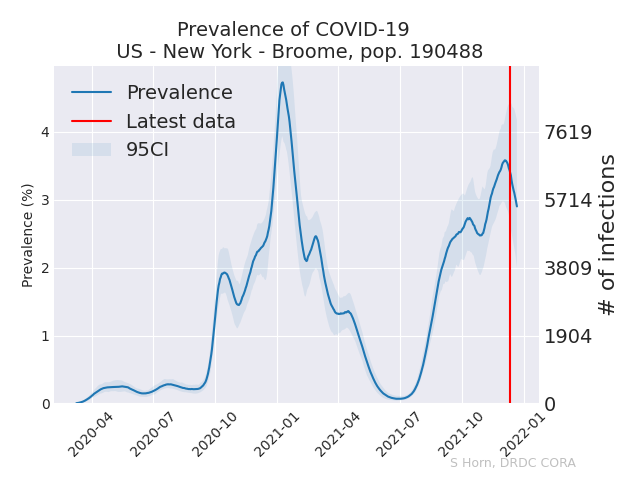 Prevalence of COVID-19
US - New York - Broome, pop. 190488
Prevalence
Latest data
95CI
Prevalence (%)
4
3
2
1
0
7619
5714
3809
1904
0
# of infections
2020-04
2020-07
2020-10
2021-01
2021-04
2021-07
2021-10
2022-01
S Horn, DRDC CORA